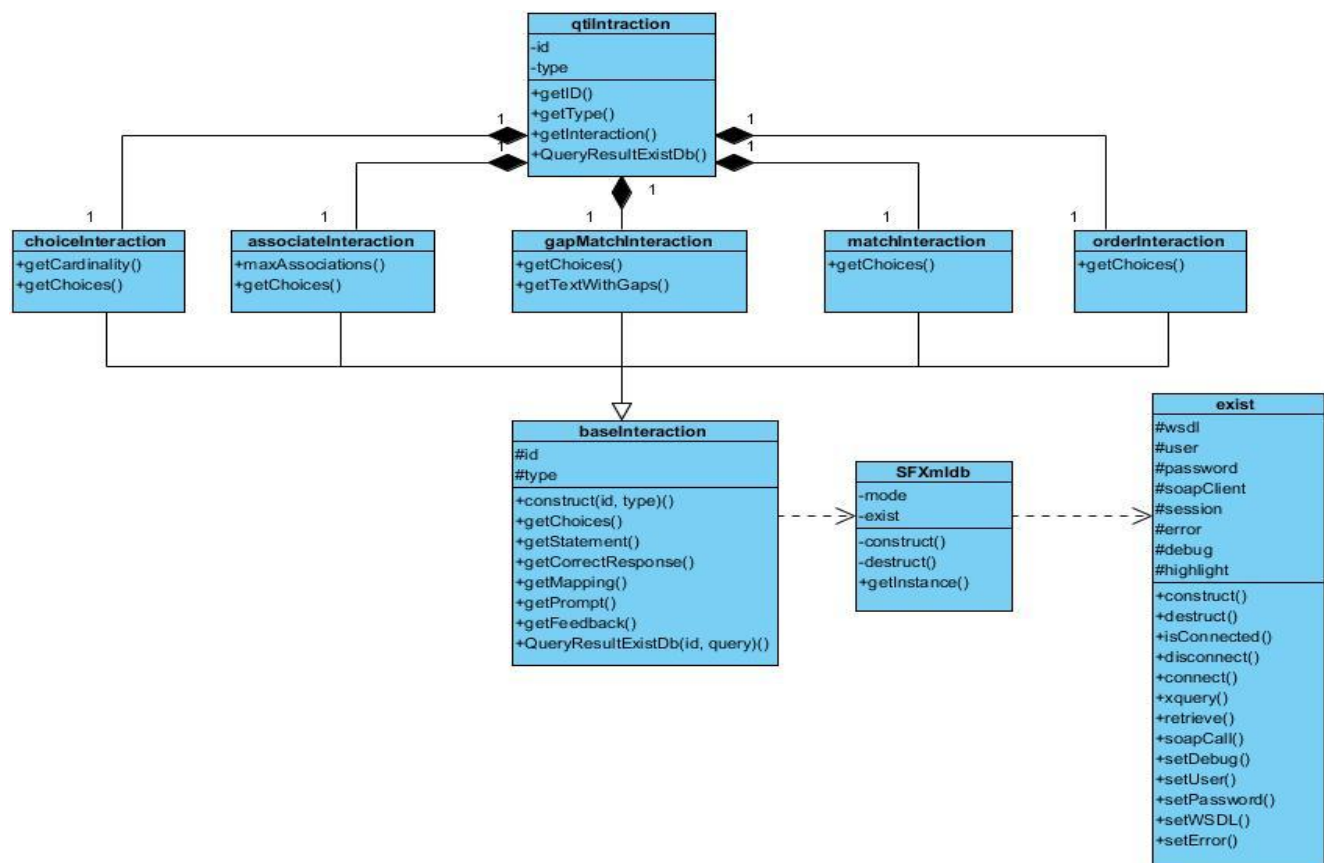 qtiIntraction
-id
-type
+getID()
+getType()
+getInteraction()
+QueryResultExistDb()
1
1
1
1
1
1
1
1
1
1
choiceInteraction
+getCardinality()
+getChoices()
associateInteraction
+maxAssociations()
+getChoices()
gapMatchInteraction
+getChoices()
+getTextWithGaps()
matchInteraction
+getChoices()
orderInteraction
+getChoices()
baseInteraction
#id
#type
+construct(id, type)()
+getChoices()
+getStatement()
+getCorrectResponse()
+getMapping()
+getPrompt()
+getFeedback()
+QueryResultExistDb(id, query)()
SFXmldb
-mode
-exist
-construct()
-destruct()
+getInstance()
exist
#wsdl
#user
#password
#soapClient
#session
#error
#debug
#highlight
+construct()
+destruct()
+isConnected()
+disconnect()
+connect()
+xquery()
+retrieve()
+soapCall()
+setDebug()
+setUser()
+setPassword()
+setWSDL()
+setError()